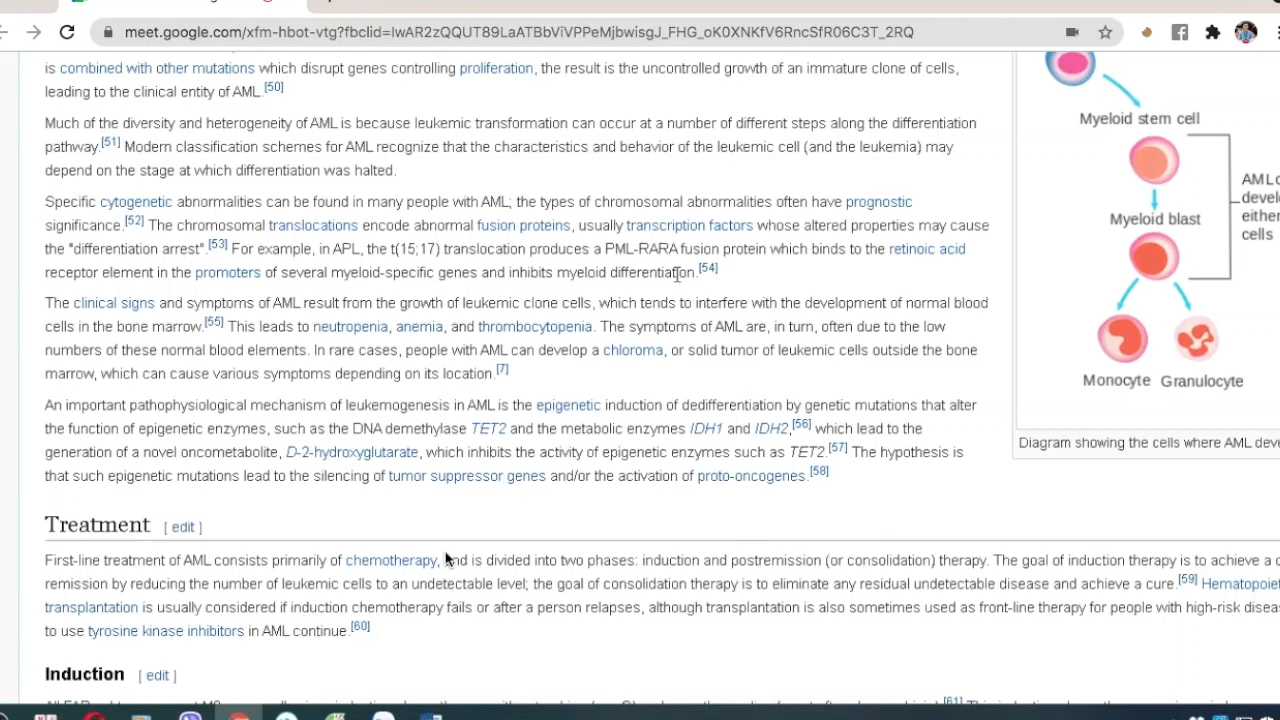 meet.google.com/xfm-hbot-vtg?fbclid=IwAR2zQQUT89LaATBbViVPPeMjbwisgJ_FHG_oK0XNKfV6RncSfR06C3T_2RQ
is combined with other mutations which disrupt genes controlling proliferation, the result is the uncontrolled growth of an immature clone of cells,
leading to the clinical entity of AML.[50]
Much of the diversity and heterogeneity of AML is because leukemic transformation can occur at a number of different steps along the differentiation
pathway.[51] Modern classification schemes for AML recognize that the characteristics and behavior of the leukemic cell (and the leukemia) may
depend on the stage at which differentiation was halted.
Specific cytogenetic abnormalities can be found in many people with AML; the types of chromosomal abnormalities often have prognostic
significance.[52] The chromosomal translocations encode abnormal fusion proteins, usually transcription factors whose altered properties may cause
the "differentiation arrest".[53] For example, in APL, the t(15;17) translocation produces a PML-RARA fusion protein which binds to the retinoic acid
receptor element in the promoters of several myeloid-specific genes and inhibits myeloid differentiation.[54]
The clinical signs and symptoms of AML result from the growth of leukemic clone cells, which tends to interfere with the development of normal blood
cells in the bone marrow.[55] This leads to neutropenia, anemia, and thrombocytopenia. The symptoms of AML are, in turn, often due to the low
numbers of these normal blood elements. In rare cases, people with AML can develop a chloroma, or solid tumor of leukemic cells outside the bone
marrow, which can cause various symptoms depending on its location.[7]
An important pathophysiological mechanism of leukemogenesis in AML is the epigenetic induction of dedifferentiation by genetic mutations that alter
the function of epigenetic enzymes, such as the DNA demethylase TET2 and the metabolic enzymes IDH1 and IDH2,[56] which lead to the
generation of a novel oncometabolite, D-2-hydroxyglutarate, which inhibits the activity of epigenetic enzymes such as TET2.[57] The hypothesis is
that such epigenetic mutations lead to the silencing of tumor suppressor genes and/or the activation of proto-oncogenes.[58]
Myeloid stem cell
Myeloid blast
AML
devel
either
cells
Monocyte Granulocyte
Diagram showing the cells where AML deve
Treatment [ edit ]
First-line treatment of AML consists primarily of chemotherapy, and is divided into two phases: induction and postremission (or consolidation) therapy. The goal of induction therapy is to achieve a c
remission by reducing the number of leukemic cells to an undetectable level; the goal of consolidation therapy is to eliminate any residual undetectable disease and achieve a cure.[59] Hematopoiet
transplantation is usually considered if induction chemotherapy fails or after a person relapses, although transplantation is also sometimes used as front-line therapy for people with high-risk diseas
to use tyrosine kinase inhibitors in AML continue.[60]
Induction [ edit ]